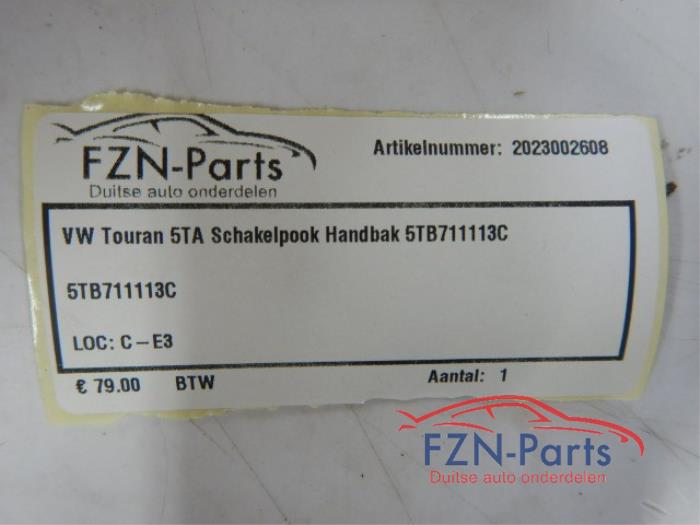 FZN-Parts
Duitse auto onderdelen
Artikelnummer: 2023002608
VW Touran 5TA Schakelpook Handbak 5TB711113C
5TB711113C
LOC: C-E3
€ 79.00 BTW
Aantal: 1
FZN-Parts
Duitse auto onderdelen